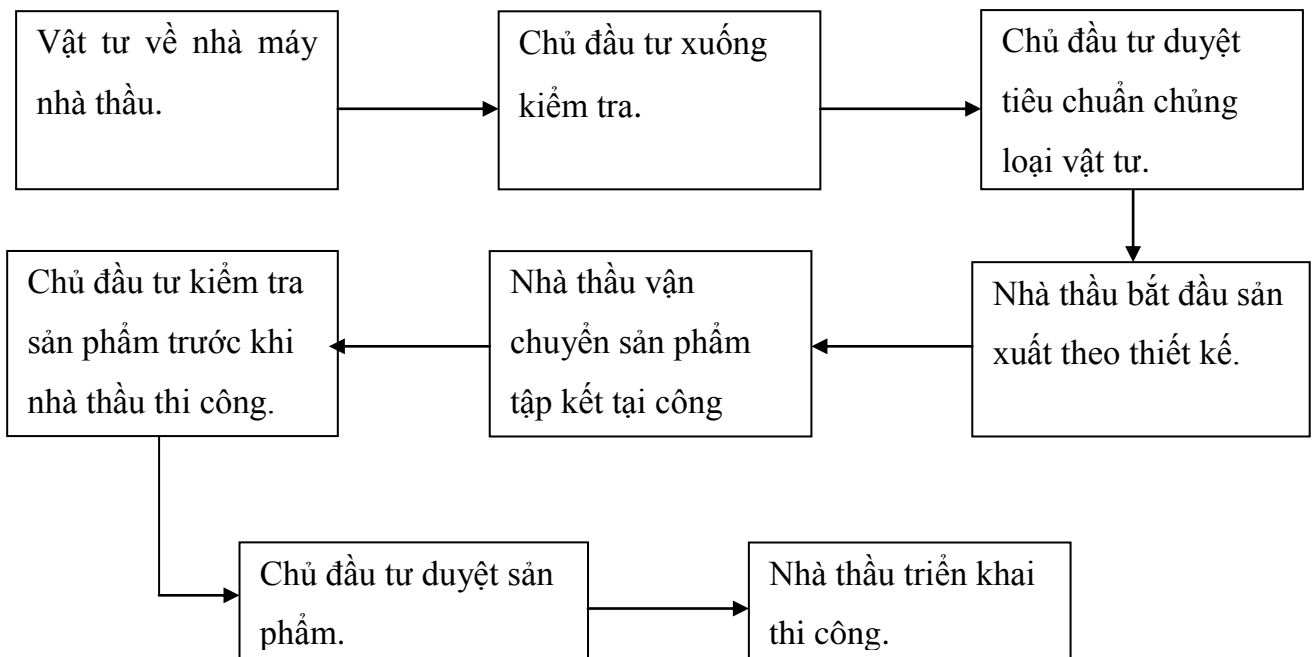 Vật tư về nhà máy
nhà thầu.
Chủ đầu tư xuống
kiểm tra.
Chủ đầu tư duyệt
tiêu chuẩn chủng
loại vật tư.
Nhà thầu bắt đầu sản
xuất theo thiết kế.
Nhà thầu vận
chuyển sản phẩm
tập kết tại công
Chủ đầu tư kiểm tra
sản phẩm trước khi
nhà thầu thi công.
Chủ đầu tư duyệt sản
phẩm.
Nhà thầu triển khai
thi công.